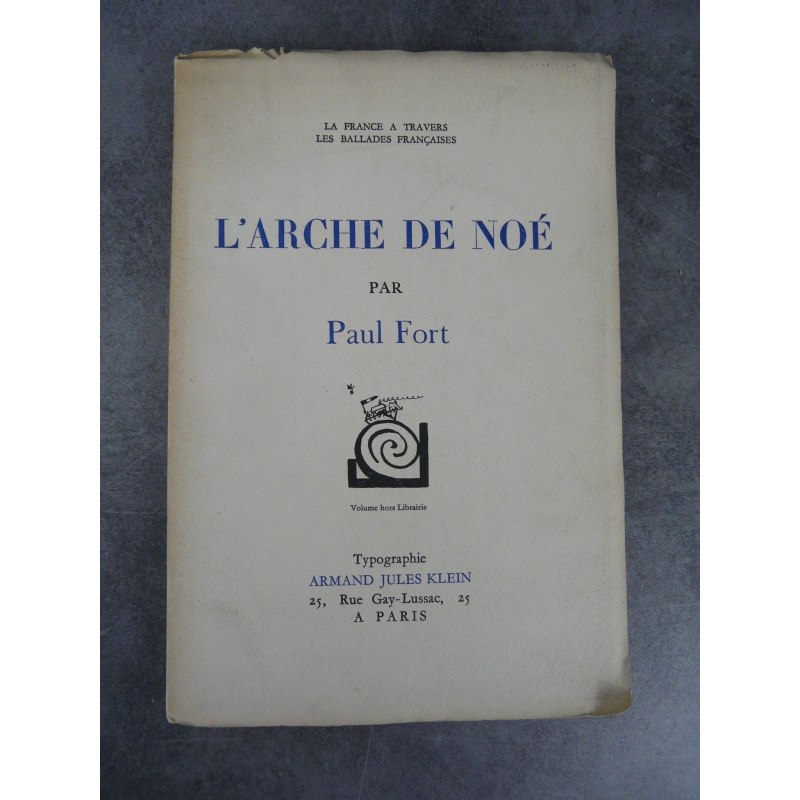 LA FRANCE A TRAVERS
LES BALLADES FRANÇAISES
L'ARCHE DE NOÉ
PAR
Paul Fort
Volume hors Librairie
Typographie
ARMAND JULES KLEIN
25, Rue Gay-Lussac, 25
A PARIS